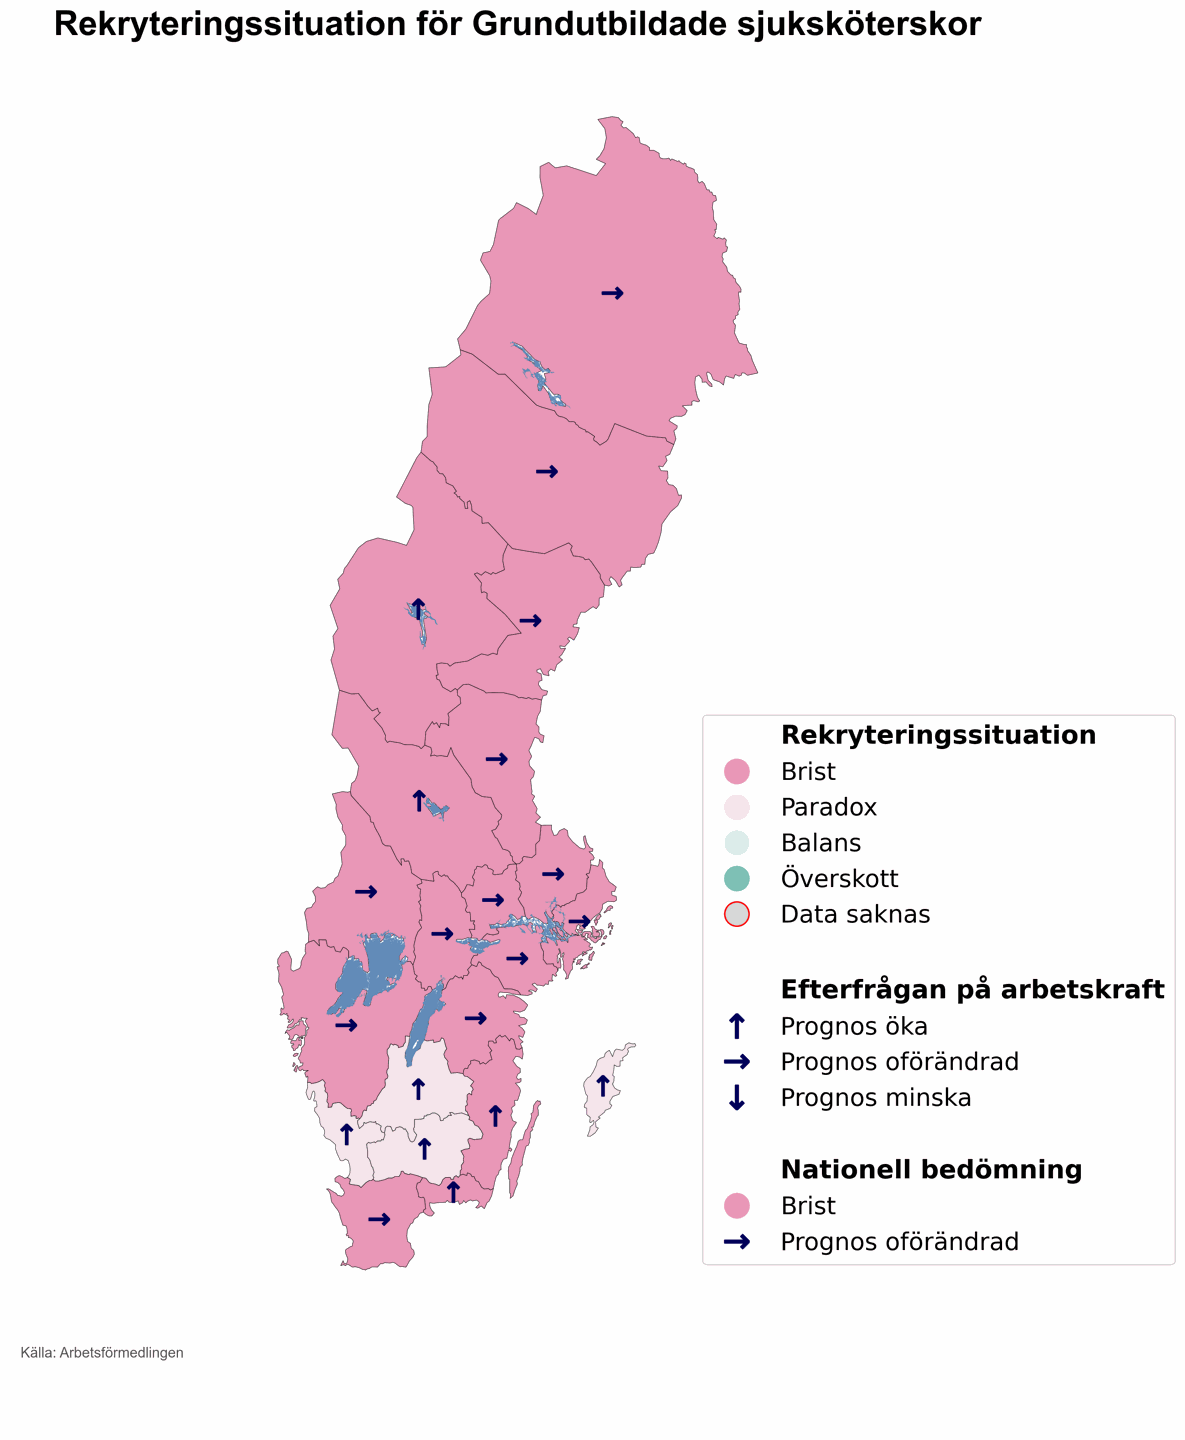 Rekryteringssituation för Grundutbildade sjuksköterskor
Rekryteringssituation
Brist
Paradox
Balans
Överskott
Data saknas
Efterfrågan på arbetskraft
Prognos öka
Prognos oförändrad
Prognos minska
Nationell bedömning
Brist
Prognos oförändrad
Källa: Arbetsförmedlingen